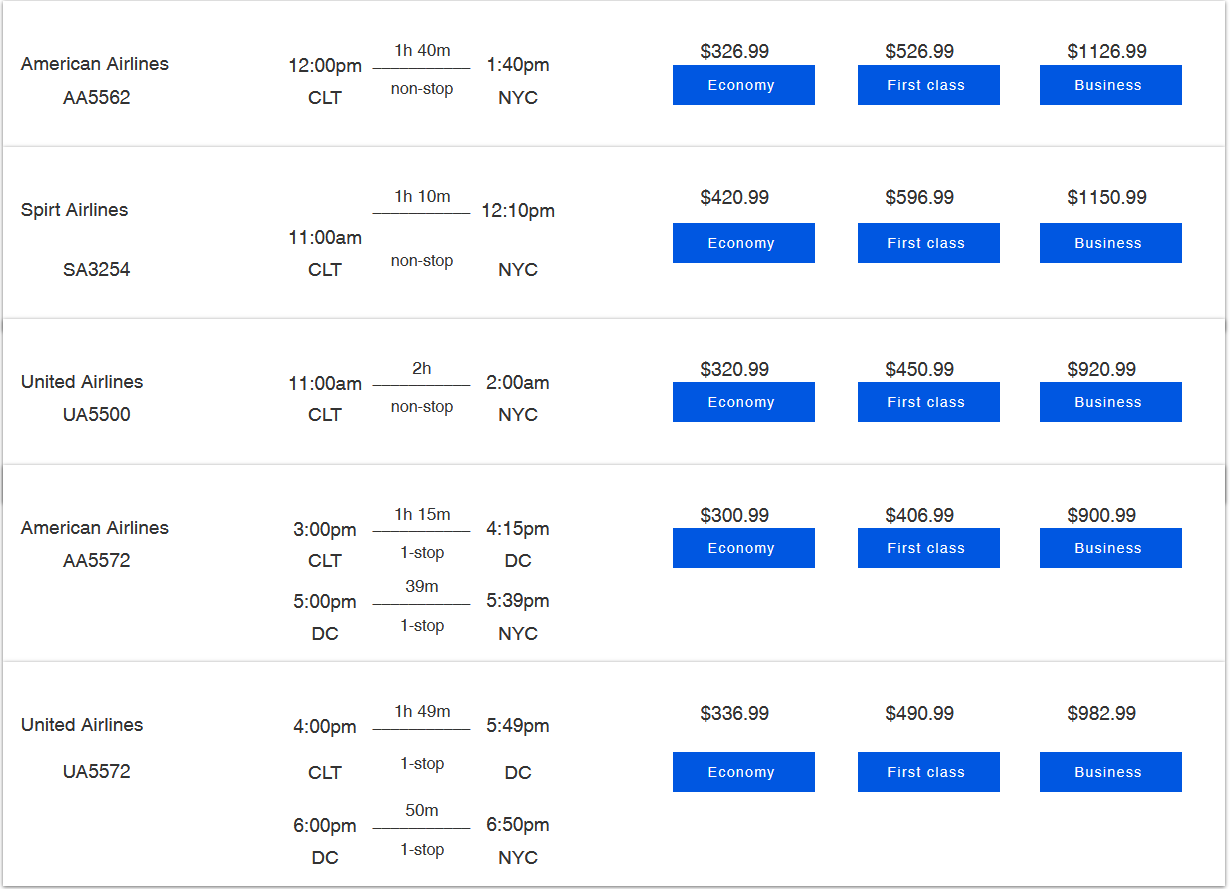 1h 40m $326.99 $526.99 $1126.99
American Airlines 12:00pm 1:40pm
Economy First class Business
AA5562 CLT non-stop NYC
1h 10m $420.99 $596.99 $1150.99
Spirt Airlines 12:10pm
11:00am Economy First class Business
SA3254 CLT non-stop NYC
2h $320.99 $450.99 $920.99
United Airlines 11:00am 2:00am
Economy First class Business
UA5500 CLT non-stop NYC
1h 15m $300.99 $406.99 $900.99
American Airlines 3:00pm 4:15pm
Economy First class Business
AA5572 CLT 1-stop DC
39m
5:00pm 5:39pm
1-stop
DC NYC
1h 49m $336.99 $490.99 $982.99
United Airlines 4:00pm 5:49pm
1-stop
UA5572 CLT DC Economy First class Business
50m
6:00pm 6:50pm
1-stop
DC NYC